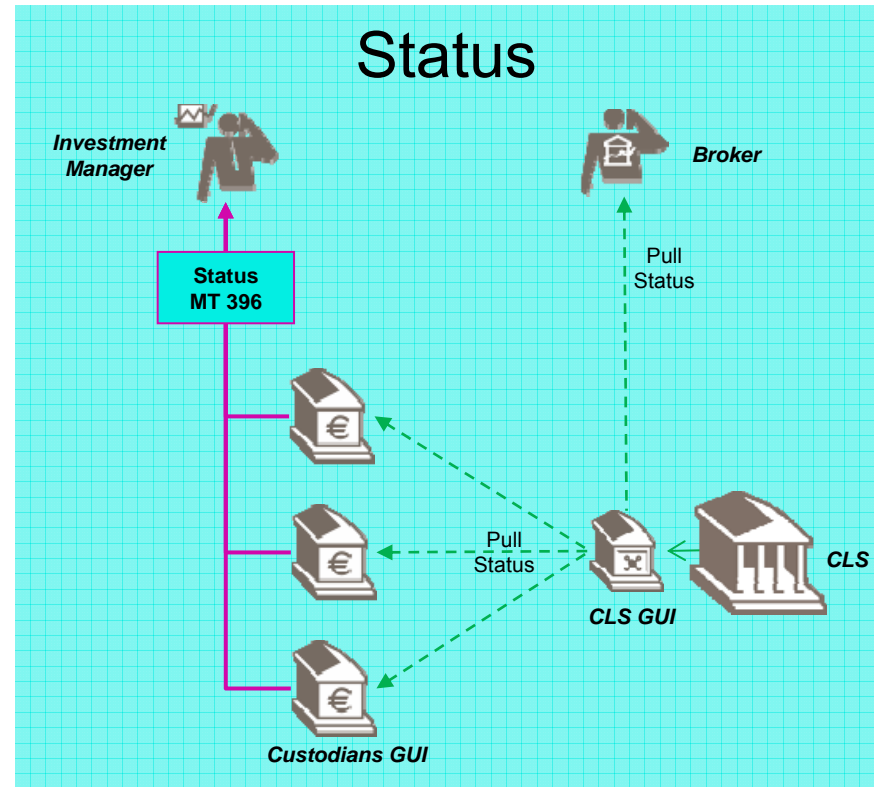 Status
Investment
Manager
Broker
Pull
Status
Status
MT 396
€
€
Pull
Status
CLS
CLS GUI
€
Custodians GUI